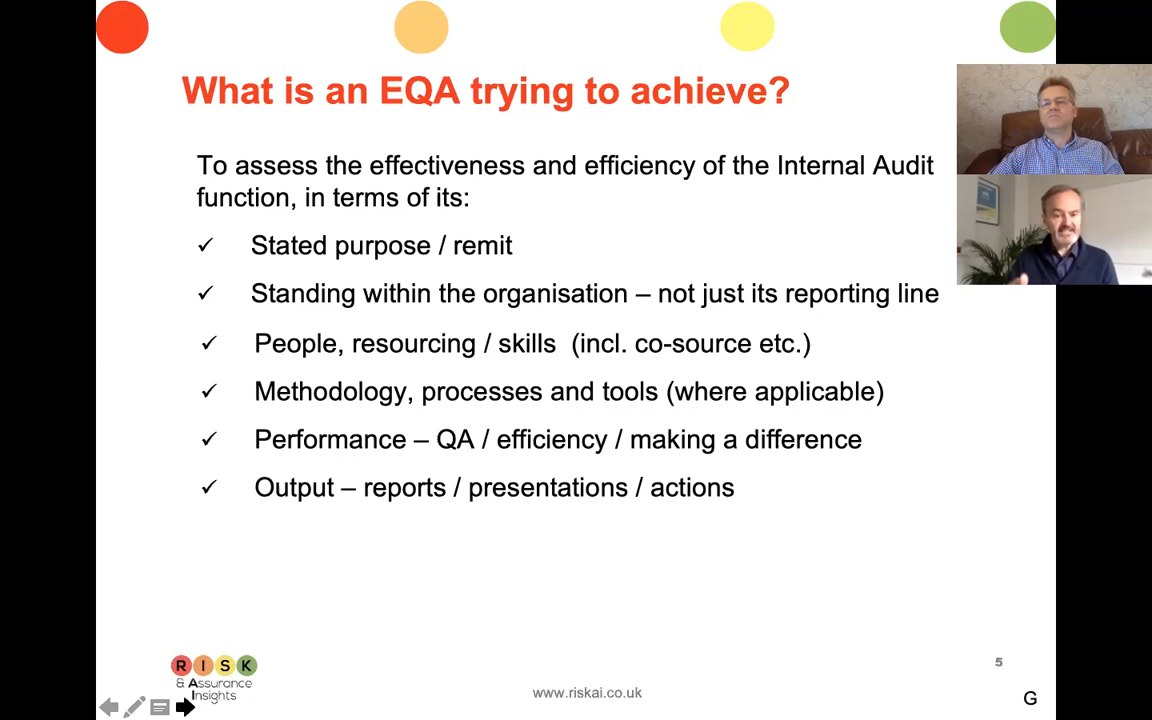 What is an EQA trying to achieve?
To assess the effectiveness and efficiency of the Internal Audit
function, in terms of its:
✓ Stated purpose / remit
✓ Standing within the organisation – not just its reporting line
✓ People, resourcing / skills (incl. co-source etc.)
✓ Methodology, processes and tools (where applicable)
✓ Performance – QA / efficiency / making a difference
✓ Output – reports / presentations / actions
RISK
& Assurance
Insights
www.riskai.co.uk
5
G